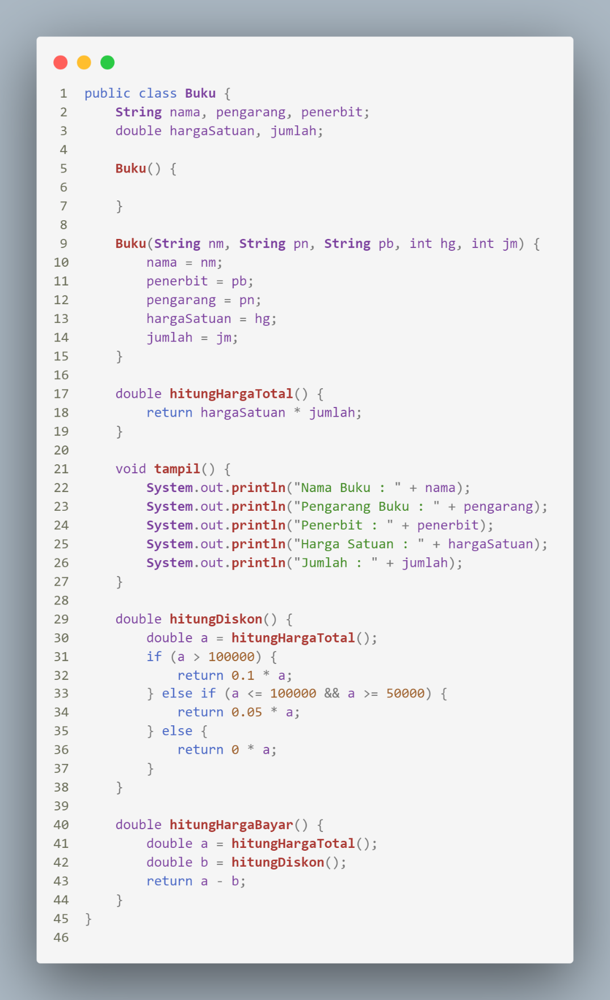 1 public class Buku {
2     String nama, pengarang, penerbit;
3     double hargaSatuan, jumlah;
4
5     Buku() {
6
7     }
8
9     Buku(String nm, String pn, String pb, int hg, int jm) {
10         nama = nm;
11         penerbit = pb;
12         pengarang = pn;
13         hargaSatuan = hg;
14         jumlah = jm;
15     }
16
17     double hitungHargaTotal() {
18         return hargaSatuan * jumlah;
19     }
20
21     void tampil() {
22         System.out.println("Nama Buku : " + nama);
23         System.out.println("Pengarang Buku : " + pengarang);
24         System.out.println("Penerbit : " + penerbit);
25         System.out.println("Harga Satuan : " + hargaSatuan);
26         System.out.println("Jumlah : " + jumlah);
27     }
28
29     double hitungDiskon() {
30         double a = hitungHargaTotal();
31         if (a > 100000) {
32             return 0.1 * a;
33         } else if (a <= 100000 && a >= 50000) {
34             return 0.05 * a;
35         } else {
36             return 0 * a;
37         }
38     }
39
40     double hitungHargaBayar() {
41         double a = hitungHargaTotal();
42         double b = hitungDiskon();
43         return a - b;
44     }
45 }
46